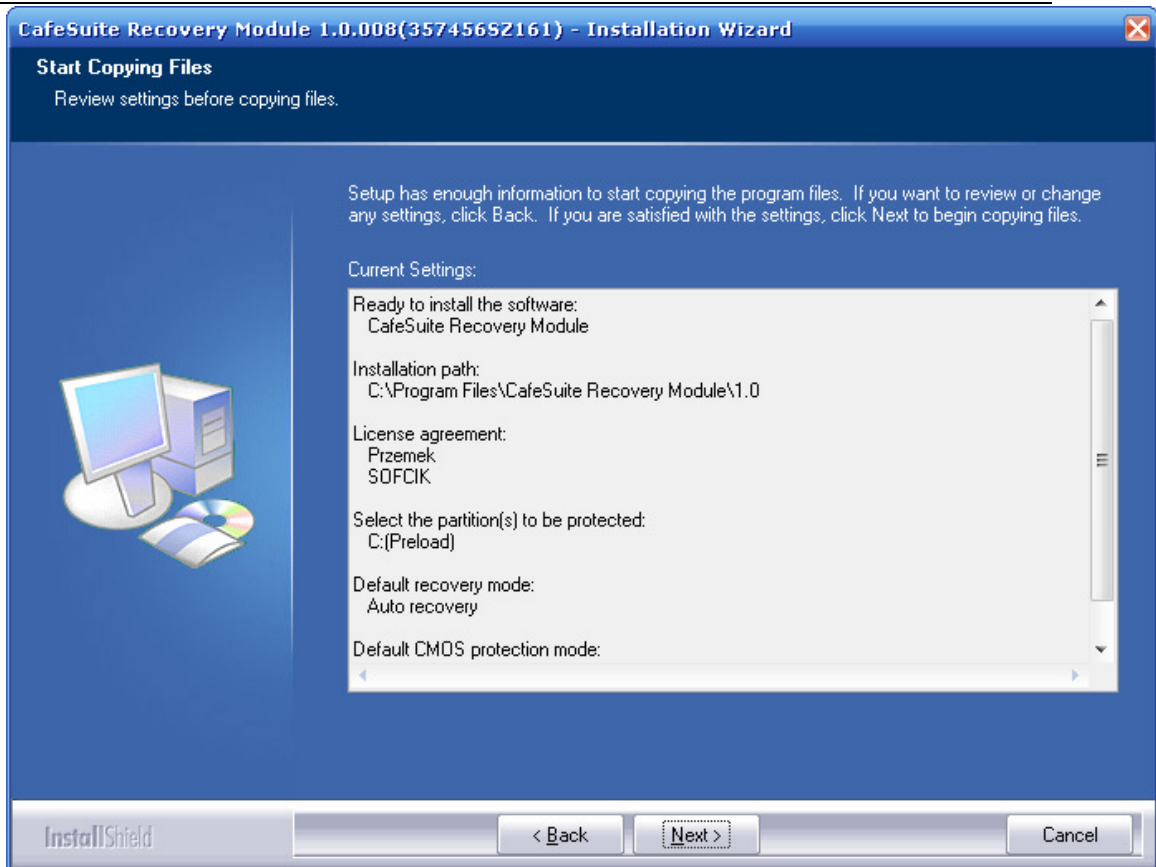 CafeSuite Recovery Module 1.0.008(357456SZ161) - Installation Wizard
Start Copying Files
Review settings before copying files.
Setup has enough information to start copying the program files.  If you want to review or change
any settings, click Back.  If you are satisfied with the settings, click Next to begin copying files.
Current Settings:
Ready to install the software:
CafeSuite Recovery Module
Installation path:
C:\Program Files\CafeSuite Recovery Module\1.0
License agreement:
Przemek
SOFCIK
Select the partition(s) to be protected:
C:(Preload)
Default recovery mode:
Auto recovery
Default CMOS protection mode:
InstallShield
< Back
Next >
Cancel